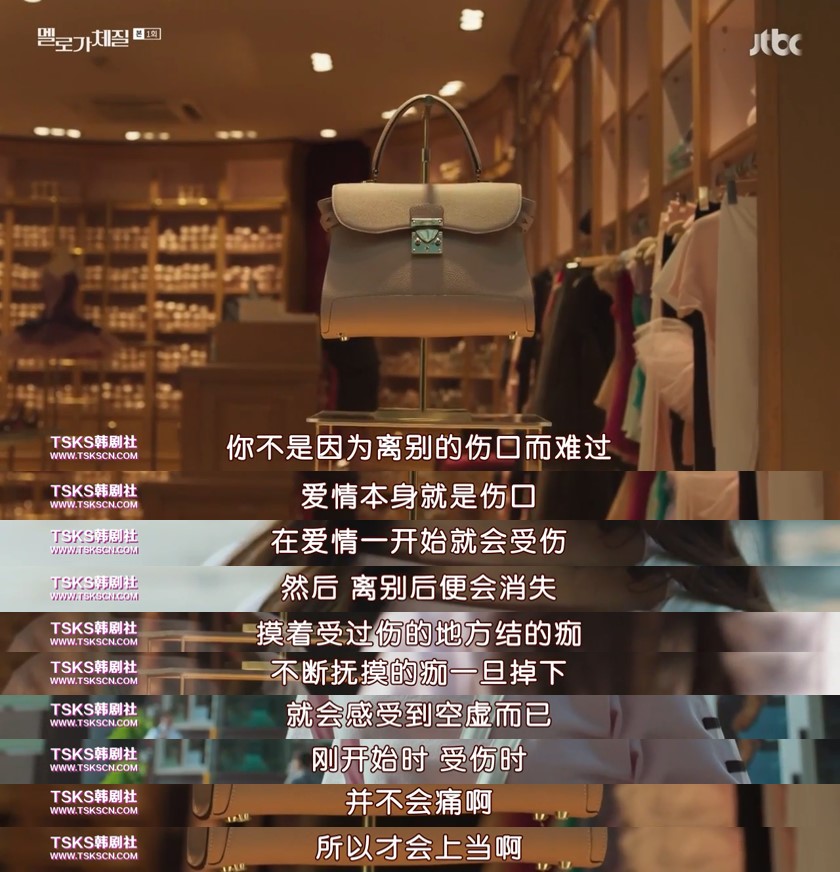 멜로가체질 본 1회
jtbc
TSKS韩剧社
WWW.TSKSCN.COM
你不是因为离别的伤口而难过
TSKS韩剧社
WWW.TSKSCN.COM
爱情本身就是伤口
TSKS韩剧社
WWW.TSKSCN.COM
在爱情一开始就会受伤
TSKS韩剧社
WWW.TSKSCN.COM
然后 离别后便会消失
TSKS韩剧社
WWW.TSKSCN.COM
摸着受过伤的地方结的痂
TSKS韩剧社
WWW.TSKSCN.COM
不断抚摸的痂一旦掉下
TSKS韩剧社
WWW.TSKSCN.COM
就会感受到空虚而已
TSKS韩剧社
WWW.TSKSCN.COM
刚开始时 受伤时
TSKS韩剧社
WWW.TSKSCN.COM
并不会痛啊
TSKS韩剧社
WWW.TSKSCN.COM
所以才会上当啊